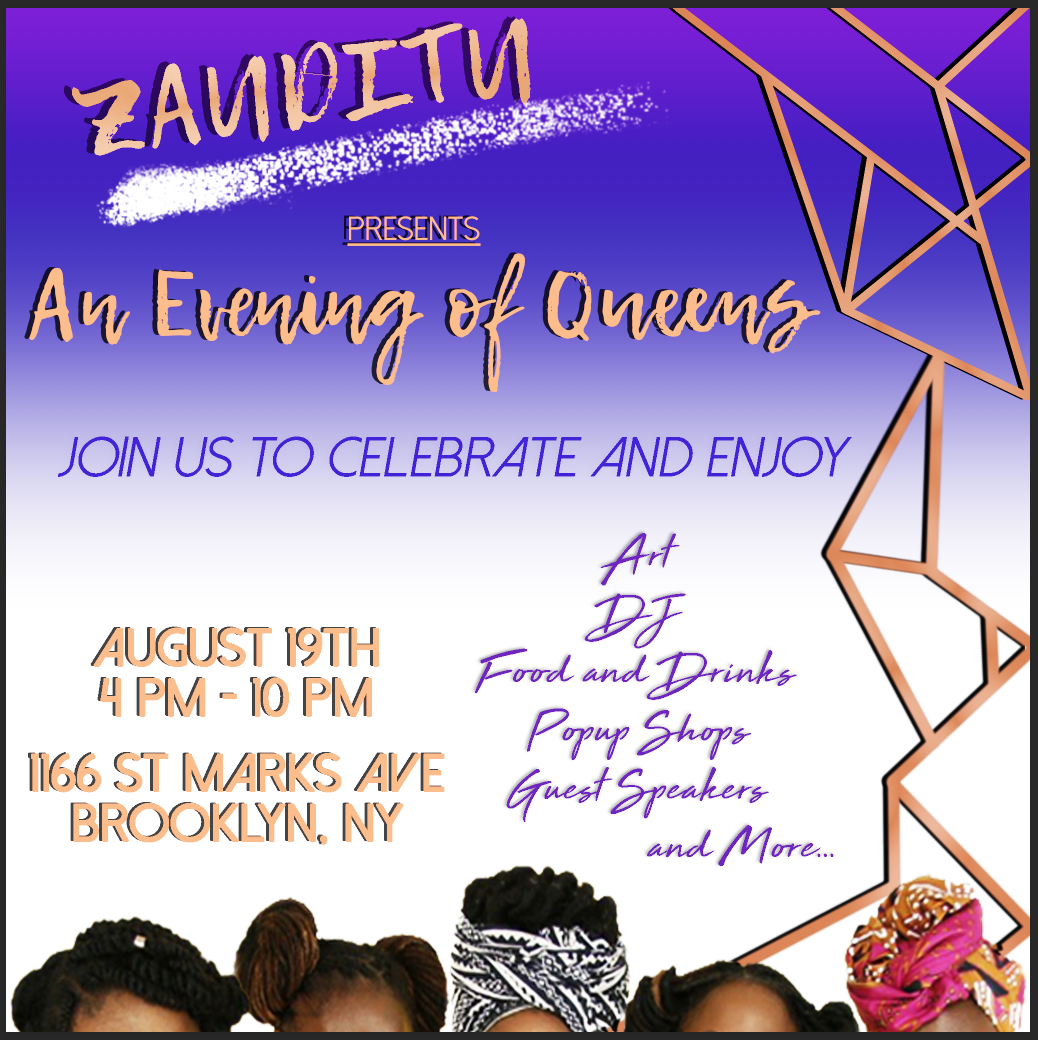 ZAUDITU
PRESENTS
An Evening of Queens
JOIN US TO CELEBRATE AND ENJOY
Art
DJ
Food and Drinks
Popup Shops
Guest Speakers
and More...
AUGUST 19TH
4 PM - 10 PM
1166 ST MARKS AVE
BROOKLYN, NY